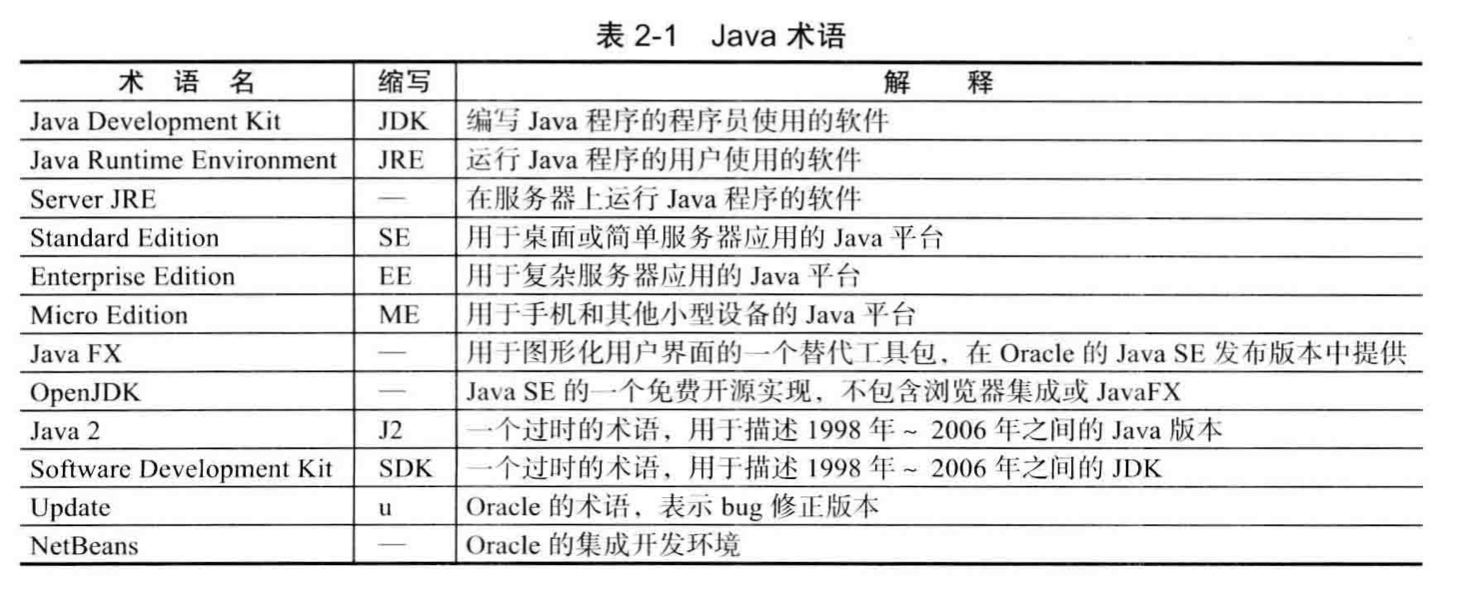 表 2-1 Java 术语
术 语 名 缩写 解 释
Java Development Kit JDK 编写 Java 程序的程序员使用的软件
Java Runtime Environment JRE 运行 Java 程序的用户使用的软件
Server JRE — 在服务器上运行 Java 程序的软件
Standard Edition SE 用于桌面或简单服务器应用的 Java 平台
Enterprise Edition EE 用于复杂服务器应用的 Java 平台
Micro Edition ME 用于手机和其他小型设备的 Java 平台
Java FX — 用于图形化用户界面的一个替代工具包，在 Oracle 的 Java SE 发布版本中提供
OpenJDK — Java SE 的一个免费开源实现，不包含浏览器集成或 JavaFX
Java 2 J2 一个过时的术语，用于描述 1998 年 ~ 2006 年之间的 Java 版本
Software Development Kit SDK 一个过时的术语，用于描述 1998 年 ~ 2006 年之间的 JDK
Update u Oracle 的术语，表示 bug 修正版本
NetBeans — Oracle 的集成开发环境